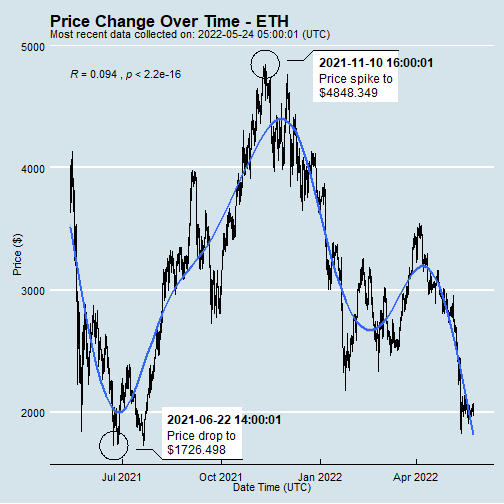 Price Change Over Time - ETH
Most recent data collected on: 2022-05-24 05:00:01 (UTC)
5000
R = 0.094 , p < 2.2e-16
2021-11-10 16:00:01
Price spike to
$4848.349
4000
Price ($)
3000
2000
2021-06-22 14:00:01
Price drop to
$1726.498
Jul 2021
Oct 2021
Jan 2022
Apr 2022
Date Time (UTC)